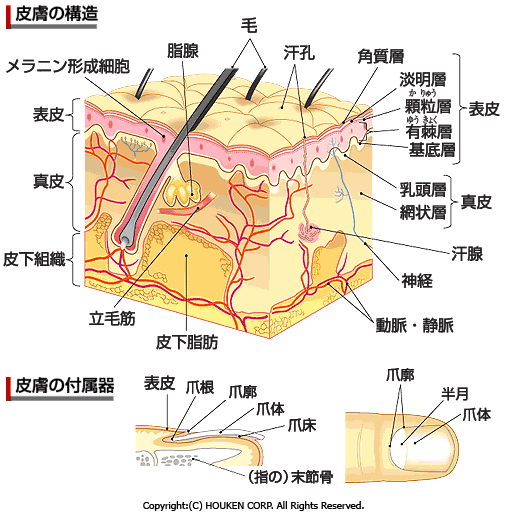 皮膚の構造
毛
脂腺
汗孔
メラニン形成細胞
角質層
淡明層
かりゅう
顆粒層
ゆうきょく
有棘層
基底層
表皮
表皮
真皮
乳頭層
網状層
真皮
皮下組織
汗腺
神経
立毛筋
皮下脂肪
動脈・静脈
皮膚の付属器
表皮
爪根
爪廓
爪体
爪床
(指の)末節骨
爪廓
半月
爪体
Copyright:(C) HOUKEN CORP. All Rights Reserved.